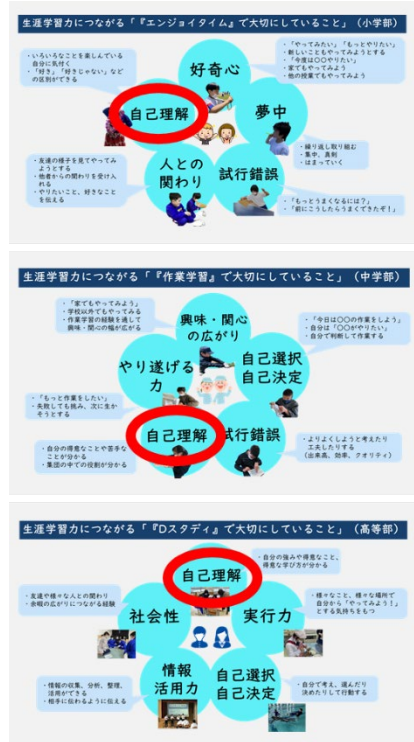 生涯学習力につながる「『エンジョイタイム』で大切にしていること」（小学部）
・いろいろなことを楽しんでいる
自分に気付く
・「好き」「好きじゃない」など
の区別ができる
好奇心
・「やってみたい」「もっとやりたい」
・新しいこともやってみようとする
・「今度は〇〇やりたい」
・家でもやってみよう
・他の授業でもやってみよう
自己理解
夢中
・繰り返し取り組む
・集中、真剣
・はまっていく
・友達の様子を見てやってみ
ようとする
・他者からの関わりを受け入
れる
・やりたいこと、好きなこと
を伝える
人との
関わり
試行錯誤
・「もっとうまくなるには？」
・「前にこうしたらうまくできたぞ！」
生涯学習力につながる「『作業学習』で大切にしていること」（中学部）
・「家でもやってみよう」
・学校以外でもやってみる
・作業学習の経験を通して
興味・関心の幅が広がる
興味・関心
の広がり
・「今日は〇〇の作業をしよう」
・自分は「〇〇がやりたい」
・自分で判断して作業する
やり遂げる
力
自己選択
自己決定
・「もっと作業をしたい」
・失敗しても挑み、次に生か
そうとする
自己理解
試行錯誤
・自分の得意なことや苦手な
ことが分かる
・集団の中での役割が分かる
・よりよくしようと考えたり
工夫したりする
（出来高、効率、クオリティ）
生涯学習力につながる「『Dスタディ』で大切にしていること」（高等部）
・自分の強みや得意なこと、
得意な学び方が分かる
自己理解
・友達や様々な人との関わり
・余暇の広がりにつながる経験
社会性
実行力
・様々なこと、様々な場所で
自分から「やってみよう！」
とする気持ちをもつ
情報
活用力
自己選択
自己決定
・情報の収集、分析、整理、
活用ができる
・相手に伝わるように伝える
・自分で考え、選んだり
決めたりして行動する